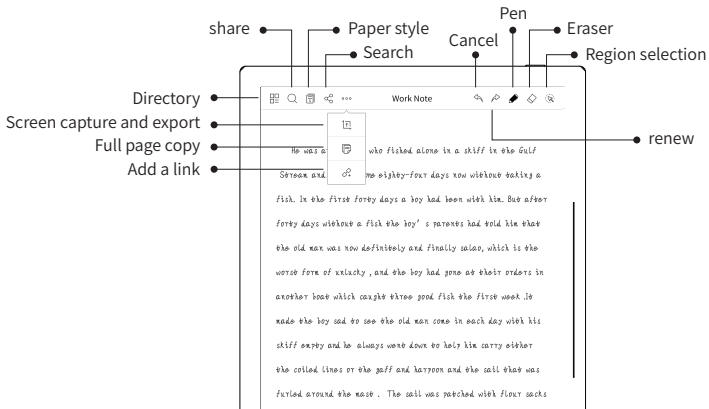 Pen
share
Paper style
Eraser
Cancel
Search
Region selection
Directory
Work Note
Screen capture and export
renew
Full page copy
Add a link
He was a who fished alone in a skiff in the Gulf
Stream and me eighty-four days now without taking a
fish. In the first forty days a boy had been with him. But after
forty days without a fish the boy's parents had told him that
the old man was now definitely and finally salao, which is the
worst form of unlucky , and the boy had gone at their orders in
another boat which caught three good fish the first week .It
made the boy sad to see the old man come in each day with his
skiff empty and he always went down to help him carry either
the coiled lines or the gaff and harpoon and the sail that was
furled around the mast . The sail was patched with flour sacks